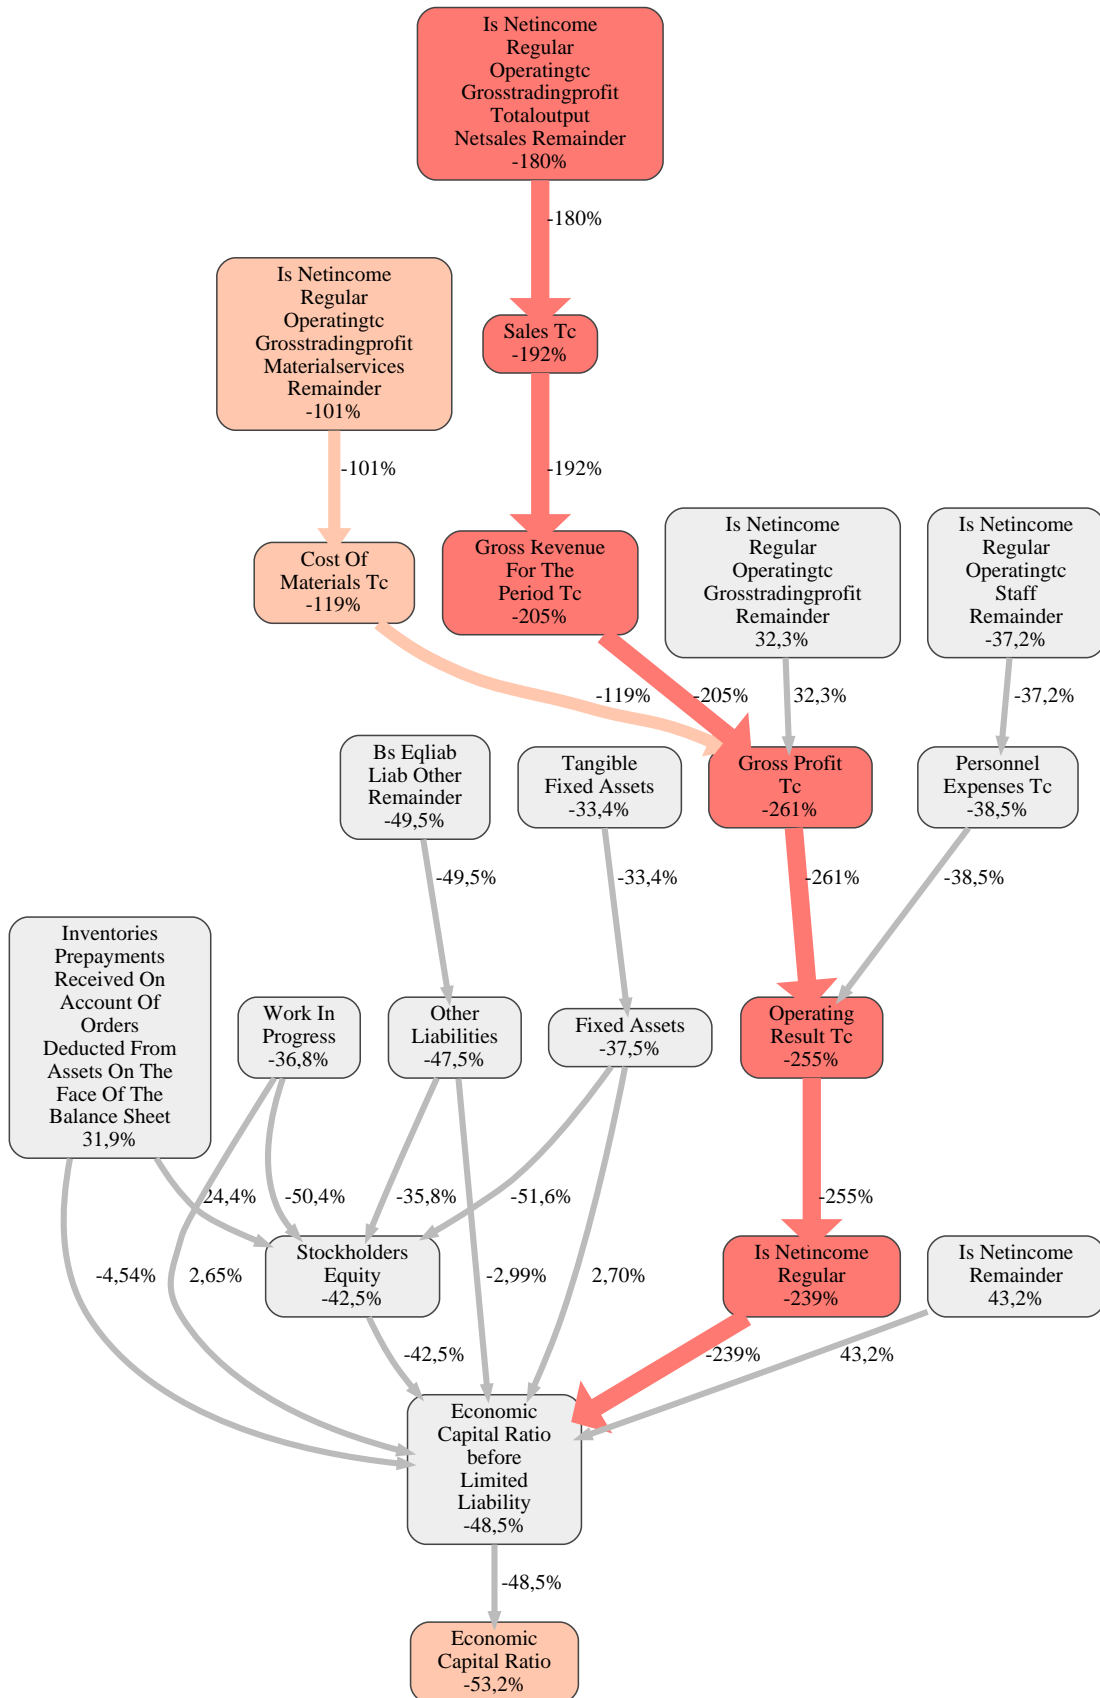 Is Netincome
Regular
Operatingtc
Grosstradingprofit
Totaloutput
Netsales Remainder
-180%
-180%
Is Netincome
Regular
Operatingtc
Grosstradingprofit
Materialservices
Remainder
-101%
Sales Tc
-192%
-101%
-192%
Cost Of
Materials Tc
-119%
Gross Revenue
For The
Period Tc
-205%
Is Netincome
Regular
Operatingtc
Grosstradingprofit
Remainder
32,3%
Is Netincome
Regular
Operatingtc
Staff
Remainder
-37,2%
-119%
-205%
32,3%
-37,2%
Bs Eqliab
Liab Other
Remainder
-49,5%
Tangible
Fixed Assets
-33,4%
Gross Profit
Tc
-261%
Personnel
Expenses Tc
-38,5%
-49,5%
-33,4%
-261%
-38,5%
Inventories
Prepayments
Received On
Account Of
Orders
Deducted From
Assets On The
Face Of The
Balance Sheet
31,9%
Work In
Progress
-36,8%
Other
Liabilities
-47,5%
Fixed Assets
-37,5%
Operating
Result Tc
-255%
24,4%
-50,4%
-35,8%
-51,6%
-255%
Stockholders
Equity
-42,5%
Is Netincome
Regular
-239%
Is Netincome
Remainder
43,2%
-4,54%
2,65%
-2,99%
2,70%
-42,5%
-239%
43,2%
Economic
Capital Ratio
before
Limited
Liability
-48,5%
-48,5%
Economic
Capital Ratio
-53,2%